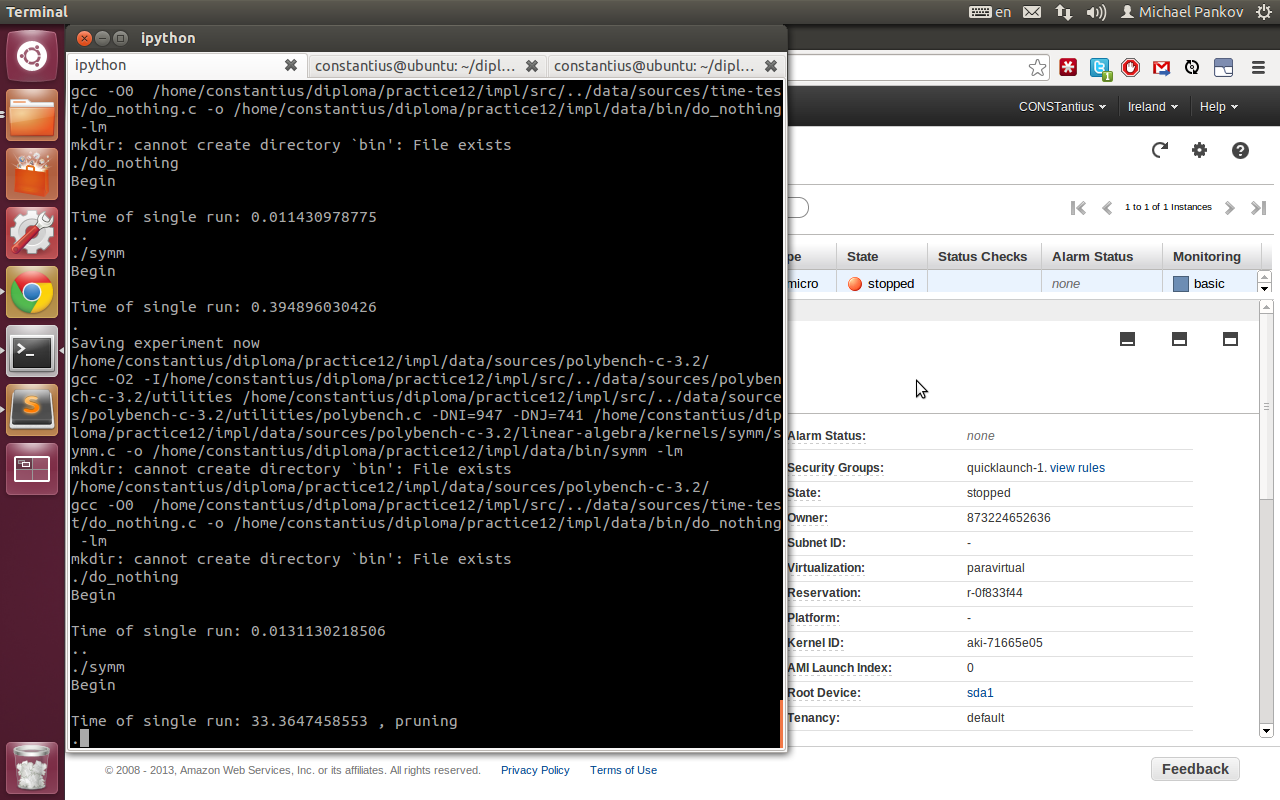 Terminal
en
Michael Pankov
ipython
ipython
constantius@ubuntu: ~/dipl...
constantius@ubuntu: ~/dipl...
gcc -O0  /home/constantius/diploma/practice12/impl/src/../data/sources/time-tes
t/do_nothing.c -o /home/constantius/diploma/practice12/impl/data/bin/do_nothing
 -lm
mkdir: cannot create directory `bin': File exists
./do_nothing
Begin
Time of single run: 0.011430978775
..
./symm
Begin
Time of single run: 0.394896030426
.
Saving experiment now
/home/constantius/diploma/practice12/impl/data/sources/polybench-c-3.2/
gcc -O2 -I/home/constantius/diploma/practice12/impl/src/../data/sources/polyben
ch-c-3.2/utilities /home/constantius/diploma/practice12/impl/src/../data/source
s/polybench-c-3.2/utilities/polybench.c -DNI=947 -DNJ=741 /home/constantius/dip
loma/practice12/impl/data/sources/polybench-c-3.2/linear-algebra/kernels/symm/s
ymm.c -o /home/constantius/diploma/practice12/impl/data/bin/symm -lm
mkdir: cannot create directory `bin': File exists
/home/constantius/diploma/practice12/impl/data/sources/polybench-c-3.2/
gcc -O0  /home/constantius/diploma/practice12/impl/src/../data/sources/time-tes
t/do_nothing.c -o /home/constantius/diploma/practice12/impl/data/bin/do_nothing
 -lm
mkdir: cannot create directory `bin': File exists
./do_nothing
Begin
Time of single run: 0.0131130218506
..
./symm
Begin
Time of single run: 33.3647458553 , pruning
.
1
CONSTantius
Ireland
Help
1 to 1 of 1 Instances
pe State Status Checks Alarm Status Monitoring
micro stopped none basic
Alarm Status: none
Security Groups: quicklaunch-1. view rules
State: stopped
Owner: 873224652636
Subnet ID: -
Virtualization: paravirtual
Reservation: r-0f833f44
Platform: -
Kernel ID: aki-71665e05
AMI Launch Index: 0
Root Device: sda1
Tenancy: default
© 2008 - 2013, Amazon Web Services, Inc. or its affiliates. All rights reserved. Privacy Policy Terms of Use
Feedback